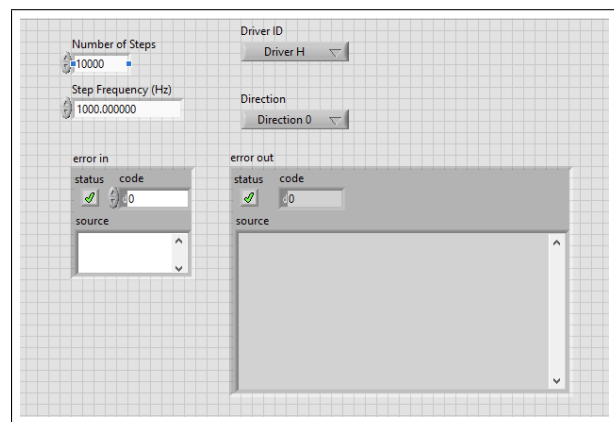 Number of Steps
10000
Step Frequency (Hz)
1000.000000
Driver ID
Driver H
Direction
Direction 0
error in
status code
0
source
error out
status code
0
source